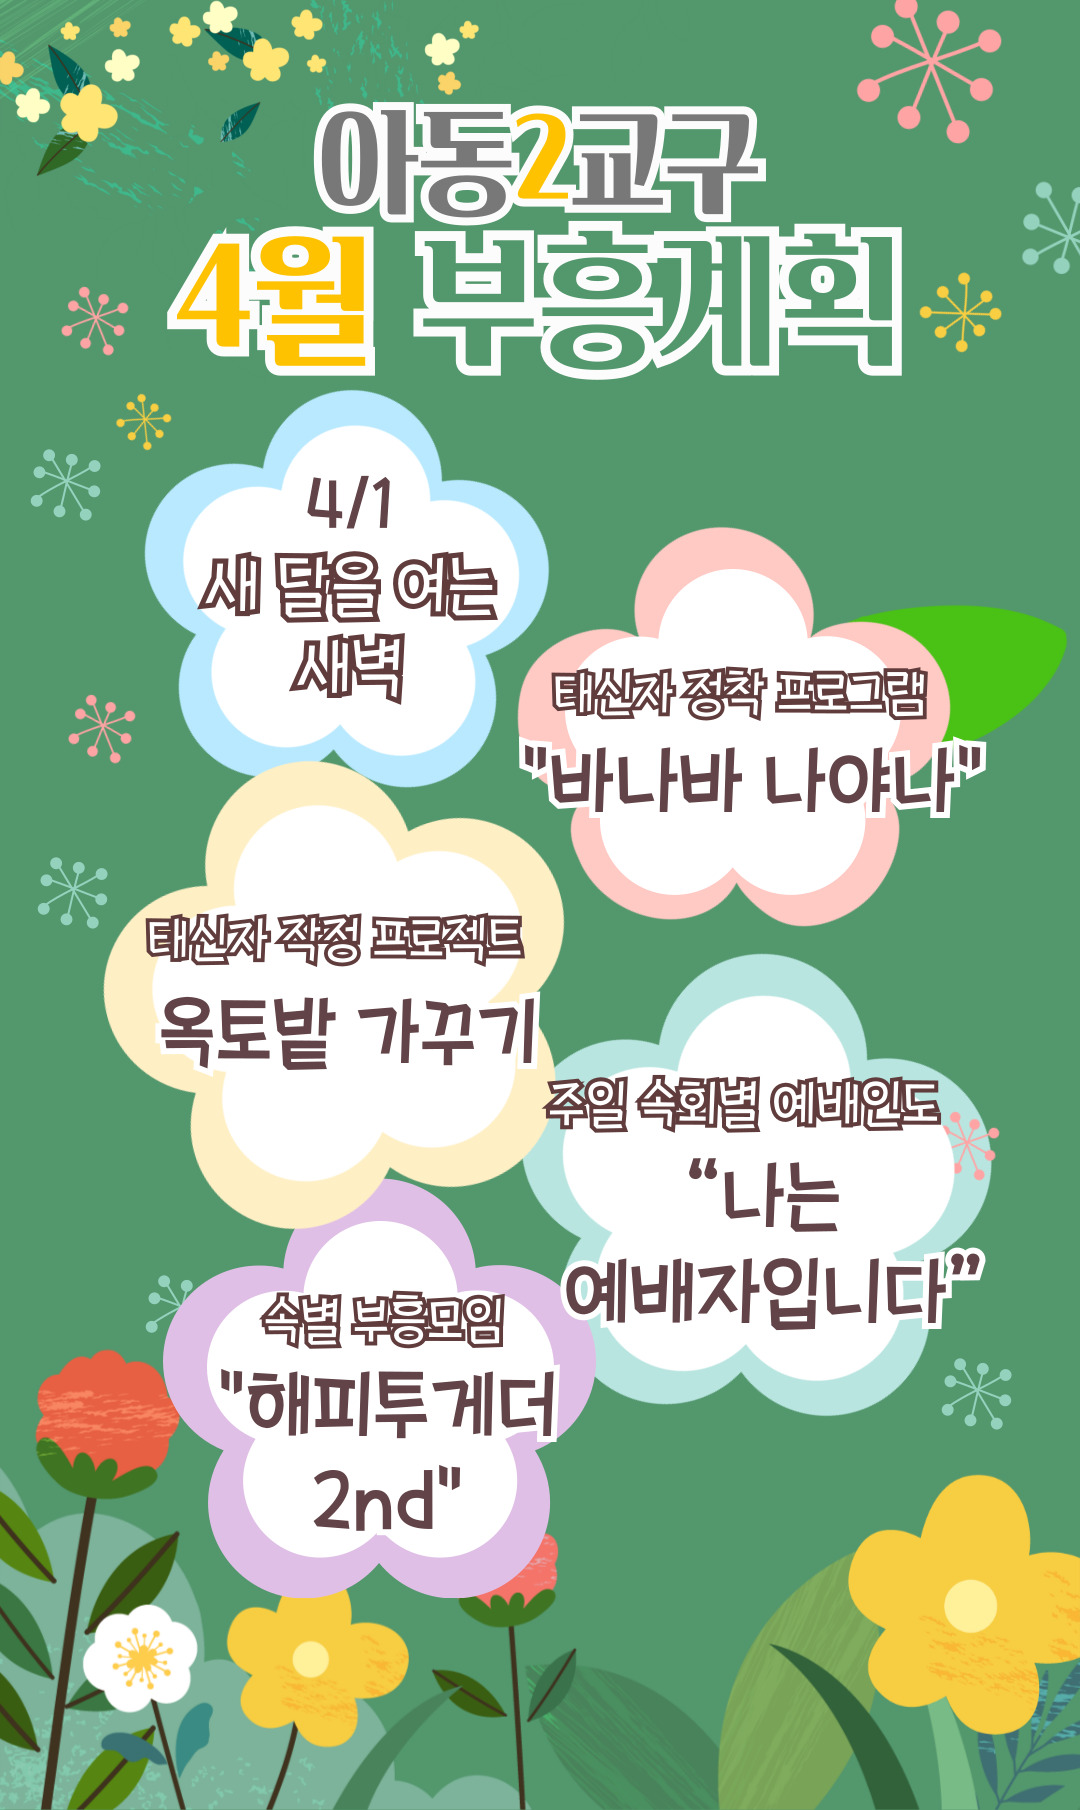 아동2교구
4월 부흥계획
4/1
새 달을 여는
새벽
태신자 정착 프로그램
"바나바 나야나"
태신자 작정 프로젝트
옥토밭 가꾸기
주일 속회별 예배인도
“나는
예배자입니다”
속별 부흥모임
"해피투게더
2nd"